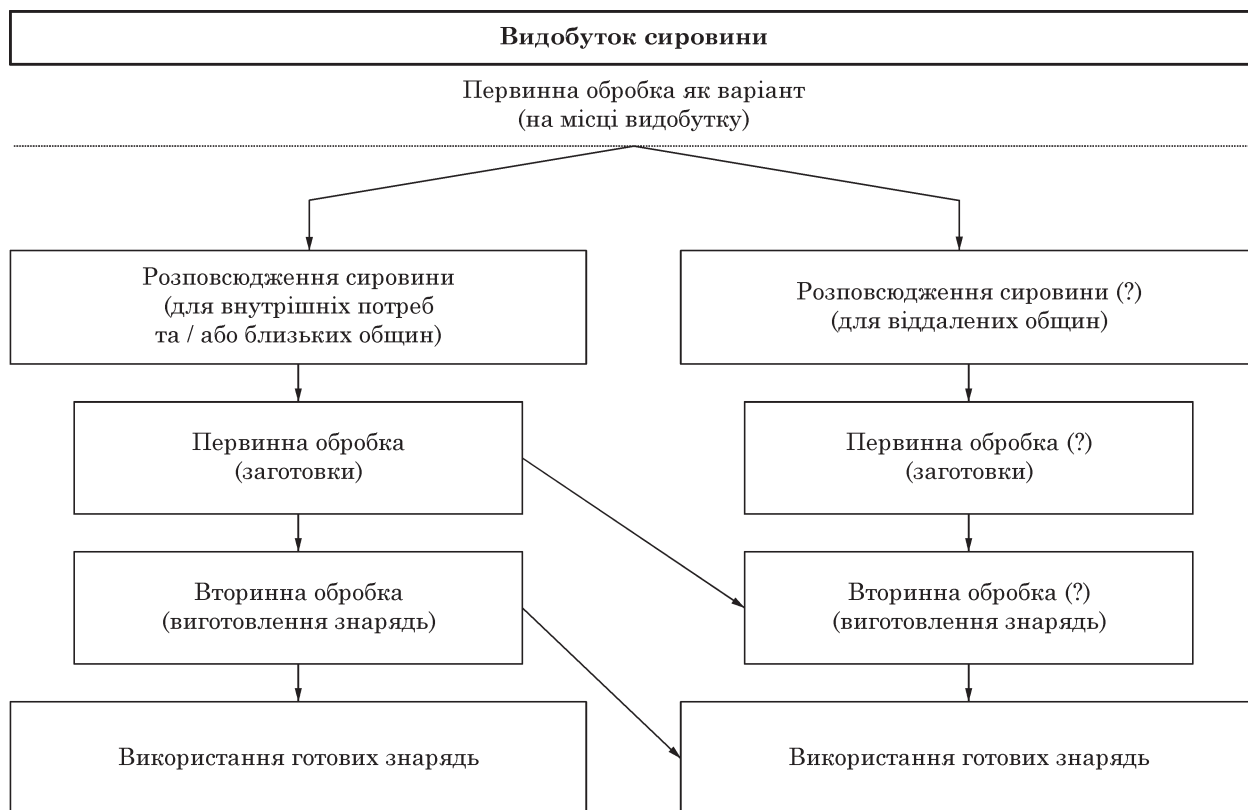 Видобуток сировини
Первинна обробка як варіант
(на місці видобутку)
Розповсюдження сировини
(для внутрішніх потреб
та / або близьких общин)
Розповсюдження сировини (?)
(для віддалених общин)
Первинна обробка
(заготовки)
Первинна обробка (?)
(заготовки)
Вторинна обробка
(виготовлення знарядь)
Вторинна обробка (?)
(виготовлення знарядь)
Використання готових знарядь
Використання готових знарядь